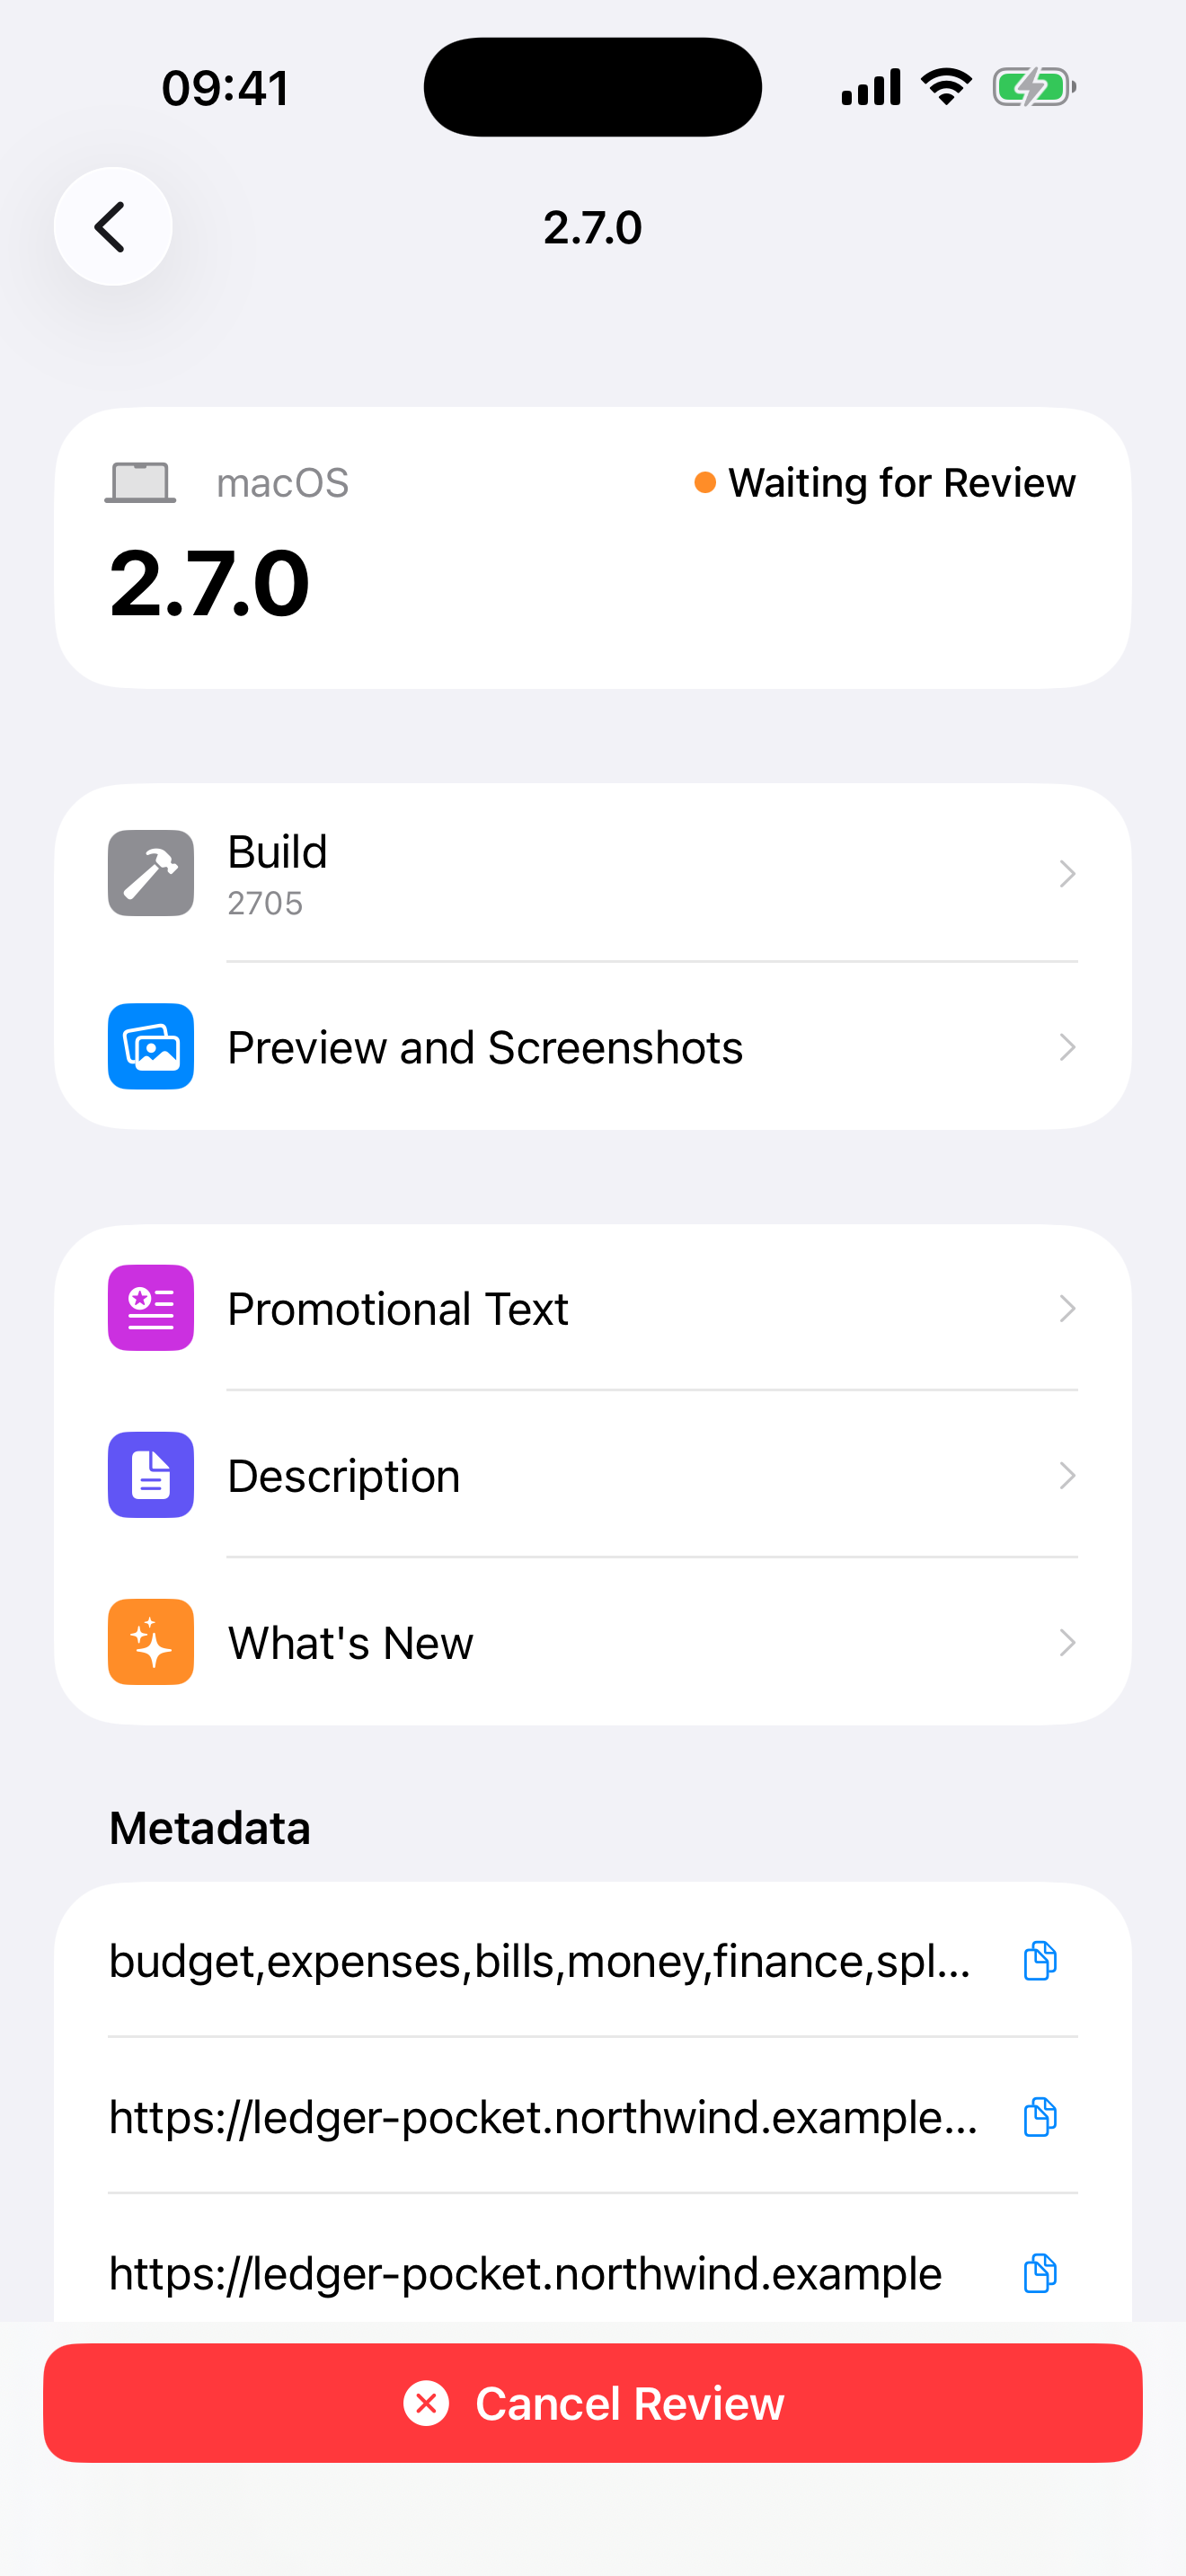 09:41
2.7.0
macOS
Waiting for Review
2.7.0
Build
2705
Preview and Screenshots
Promotional Text
Description
What's New
Metadata
budget,expenses,bills,money,finance,spl...
https://ledger-pocket.northwind.example...
https://ledger-pocket.northwind.example
Cancel Review